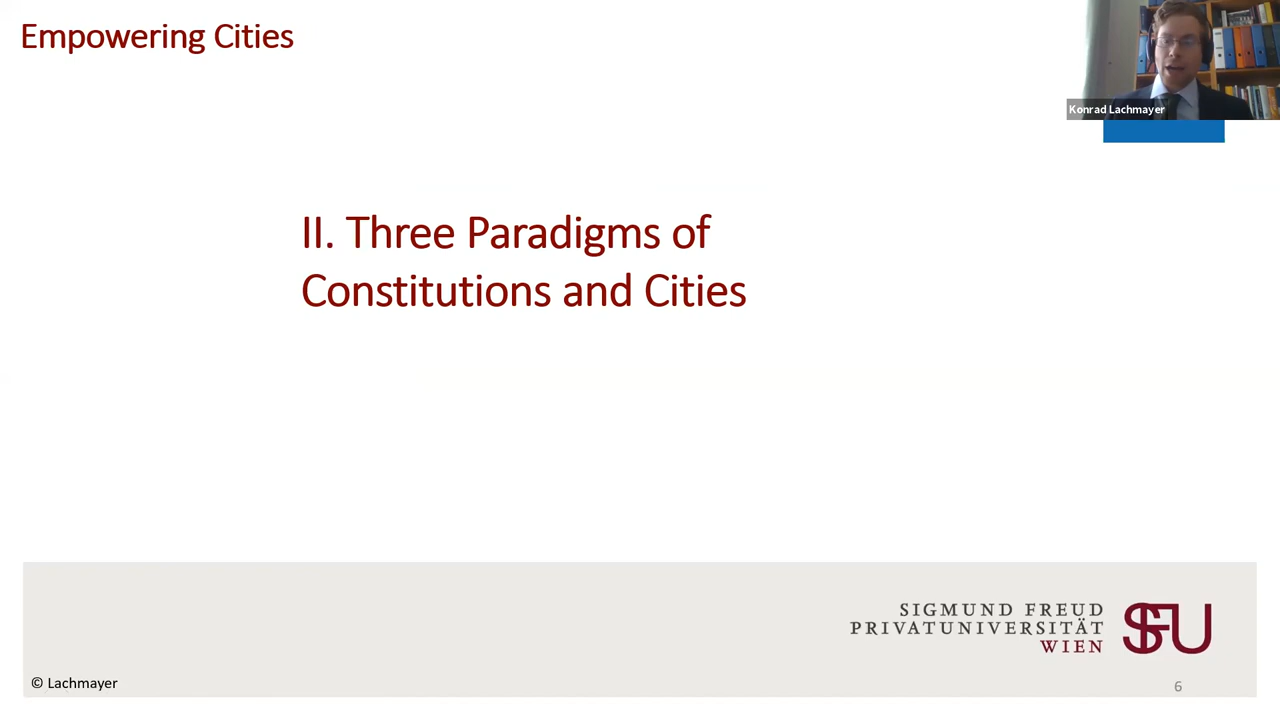 Empowering Cities
Konrad Lachmayer
II. Three Paradigms of
Constitutions and Cities
SIGMUND FREUD
PRIVATUNIVERSITÄT
WIEN
SFU
© Lachmayer
6